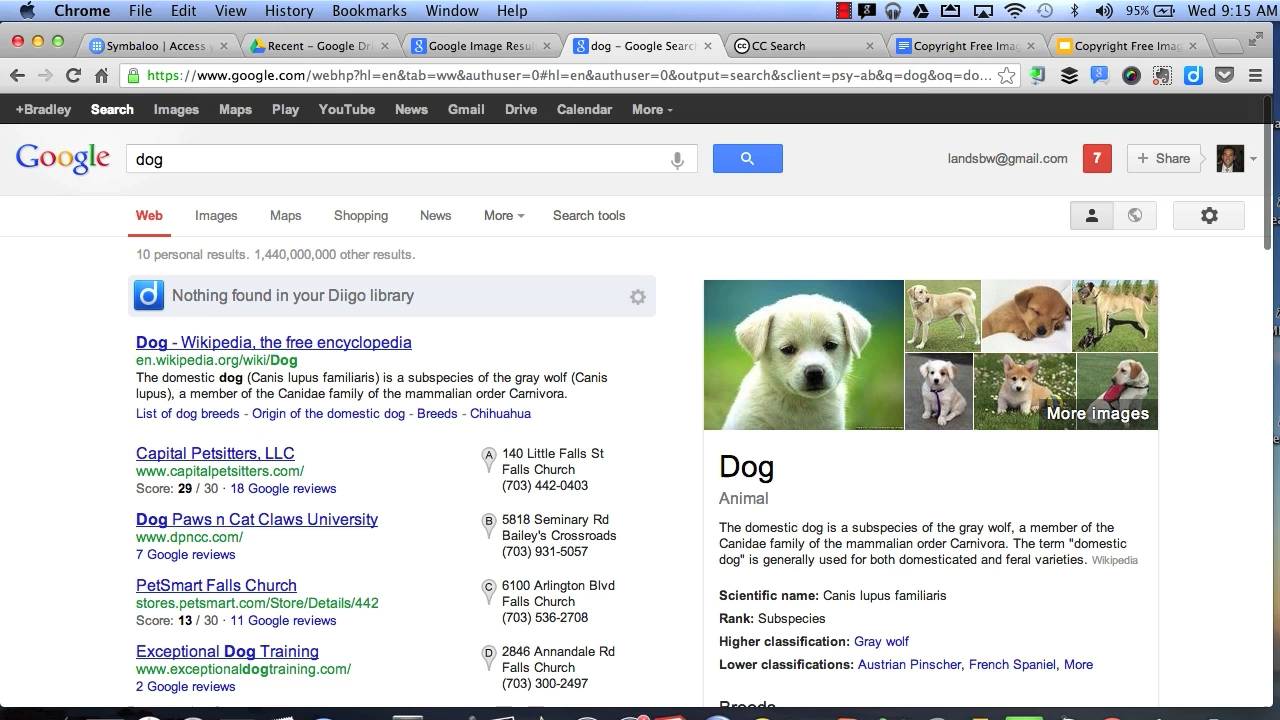 Chrome File Edit View History Bookmarks Window Help 95% Wed 9:15 AM
Symbaloo | Access Recent - Google Google Image Resul dog - Google Search CC Search Copyright Free Imag Copyright Free Imag
https://www.google.com/webhp?hl=en&tab=ww&authuser=0#hl=en&authuser=0&output=search&sclient=psy-ab&q=dog&oq=do...
+Bradley Search Images Maps Play YouTube News Gmail Drive Calendar More
Google dog landsbw@gmail.com 7 + Share
Web Images Maps Shopping News More Search tools
10 personal results. 1,440,000,000 other results.
d Nothing found in your Diigo library
Dog - Wikipedia, the free encyclopedia
en.wikipedia.org/wiki/Dog
The domestic dog (Canis lupus familiaris) is a subspecies of the gray wolf (Canis
lupus), a member of the Canidae family of the mammalian order Carnivora.
List of dog breeds - Origin of the domestic dog - Breeds - Chihuahua
Capital Petsitters, LLC
www.capitalpetsitters.com/
Score: 29 / 30 · 18 Google reviews
A 140 Little Falls St
Falls Church
(703) 442-0403
Dog Paws n Cat Claws University
www.dpncc.com/
7 Google reviews
B 5818 Seminary Rd
Bailey's Crossroads
(703) 931-5057
PetSmart Falls Church
stores.petsmart.com/Store/Details/442
Score: 13 / 30 · 11 Google reviews
C 6100 Arlington Blvd
Falls Church
(703) 536-2708
Exceptional Dog Training
www.exceptionaldogtraining.com/
2 Google reviews
D 2846 Annandale Rd
Falls Church
(703) 300-2497
More images
Dog
Animal
The domestic dog is a subspecies of the gray wolf, a member of the
Canidae family of the mammalian order Carnivora. The term "domestic
dog" is generally used for both domesticated and feral varieties. Wikipedia
Scientific name: Canis lupus familiaris
Rank: Subspecies
Higher classification: Gray wolf
Lower classifications: Austrian Pinscher, French Spaniel, More
Breeds